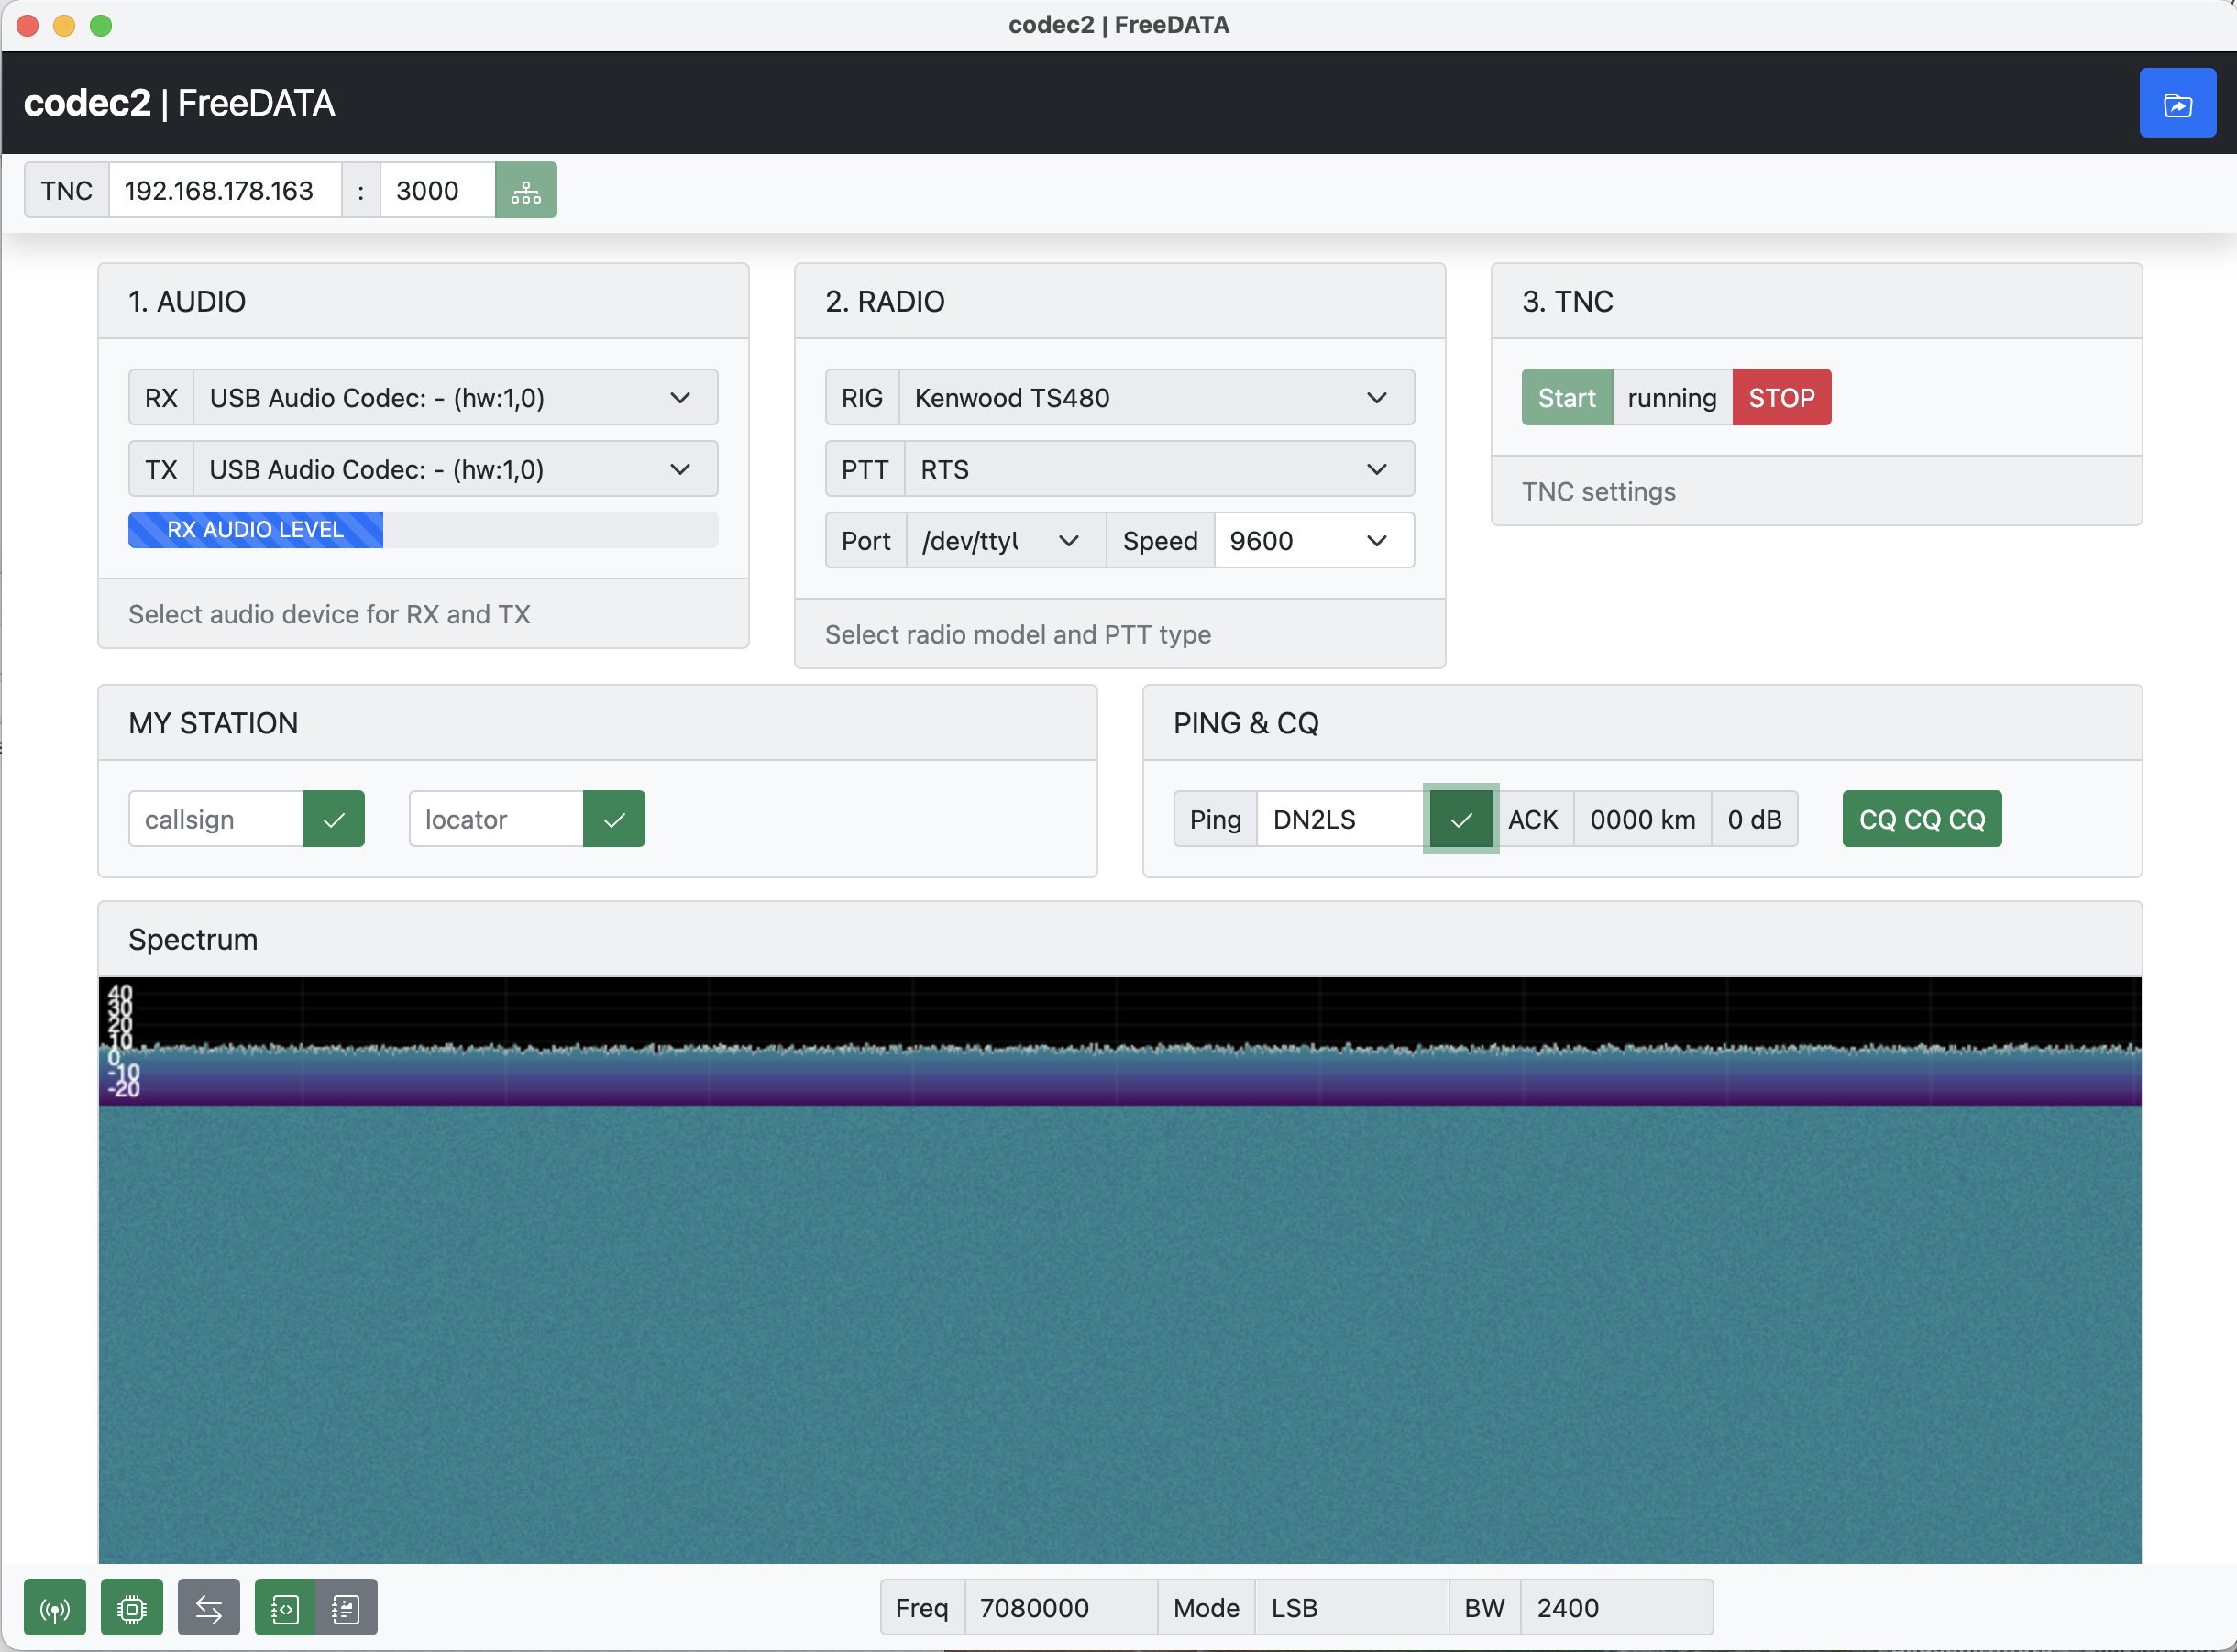 codec2 | FreeDATA
codec2 | FreeDATA
TNC 192.168.178.163 : 3000
1. AUDIO
RX USB Audio Codec: - (hw:1,0)
TX USB Audio Codec: - (hw:1,0)
RX AUDIO LEVEL
Select audio device for RX and TX
2. RADIO
RIG Kenwood TS480
PTT RTS
Port /dev/ttyU Speed 9600
Select radio model and PTT type
3. TNC
Start running STOP
TNC settings
MY STATION
callsign locator
PING & CQ
Ping DN2LS ACK 0000 km 0 dB CQ CQ CQ
Spectrum
40
30
20
10
0
-10
-20
Freq 7080000 Mode LSB BW 2400